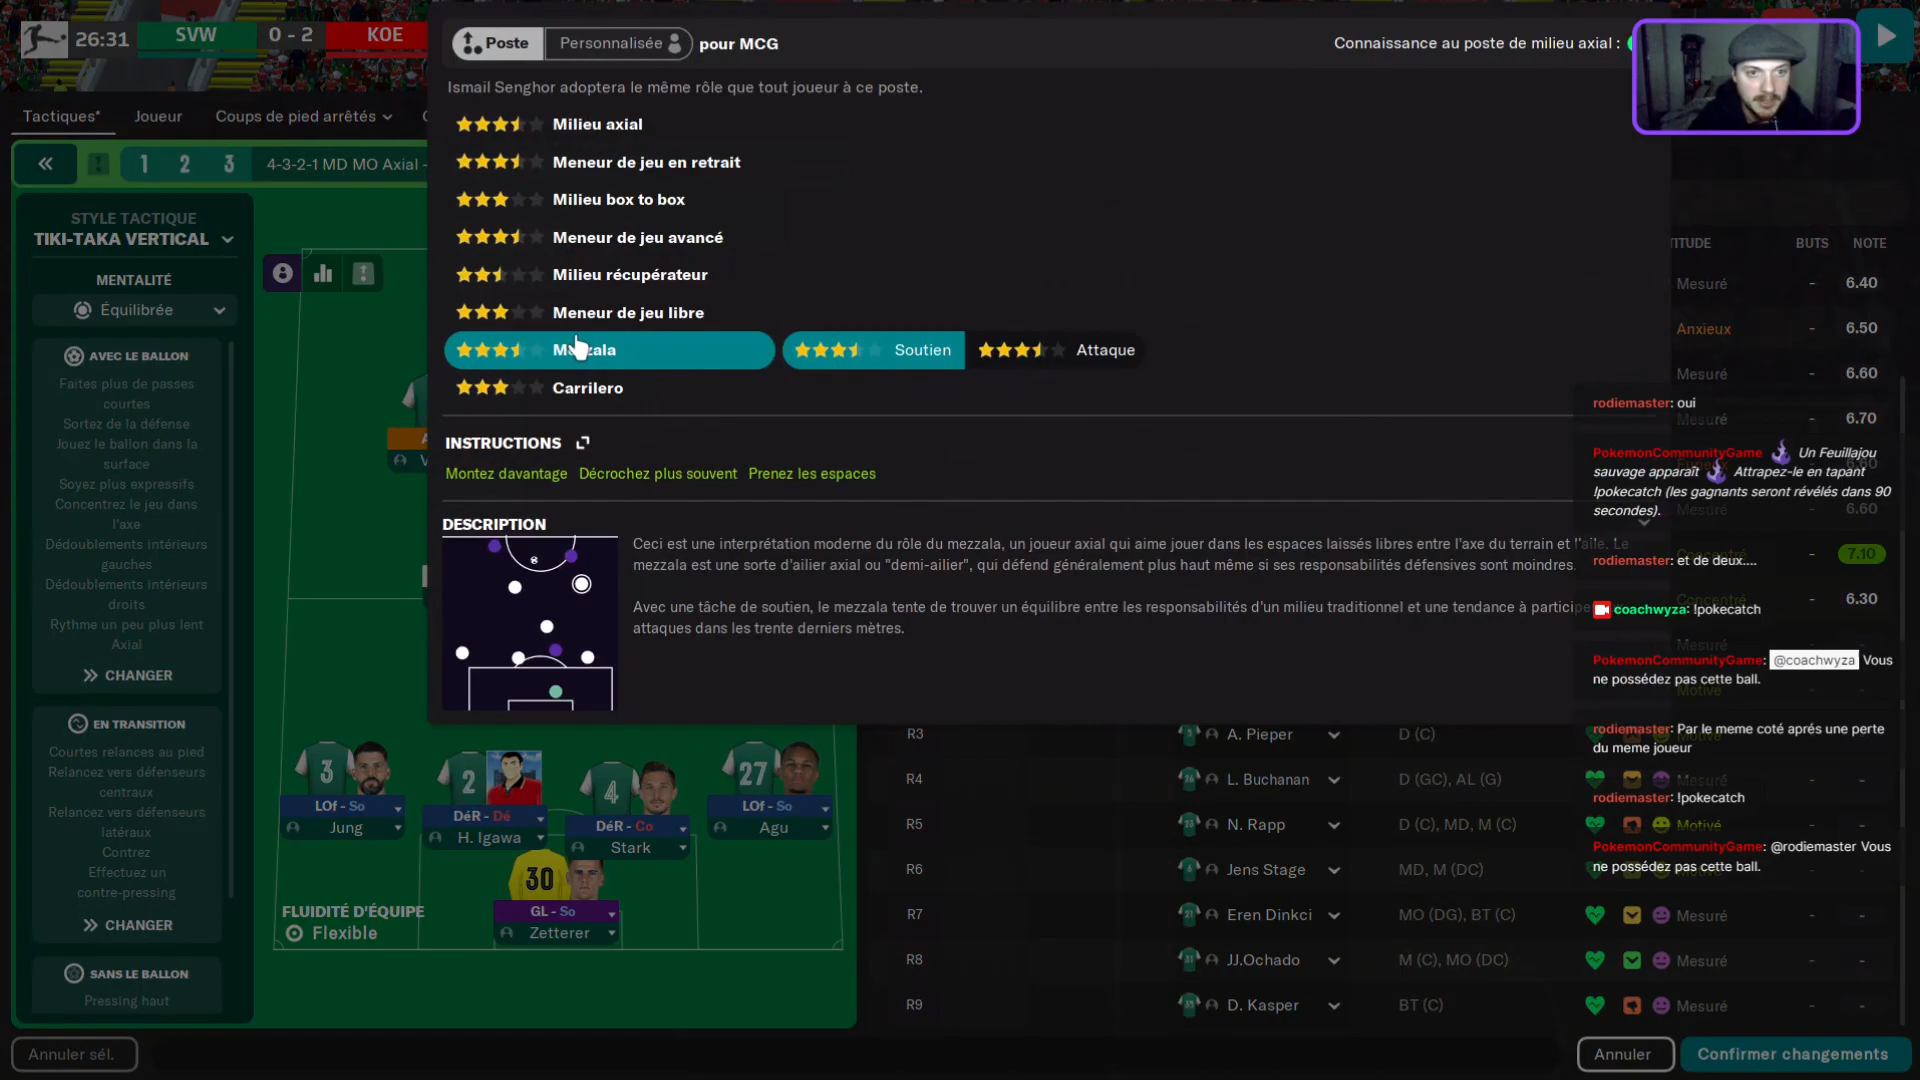 26:31 SVW 0 - 2 KOE
Poste Personnalisée pour MCG
Connaissance au poste de milieu axial :
Tactiques* Joueur Coups de pied arrêtés
Ismail Senghor adoptera le même rôle que tout joueur à ce poste.
Milieu axial
Meneur de jeu en retrait
Milieu box to box
Meneur de jeu avancé
Milieu récupérateur
Meneur de jeu libre
Mezzala Soutien Attaque
Carrilero
INSTRUCTIONS
Montez davantage Décrochez plus souvent Prenez les espaces
DESCRIPTION
Ceci est une interprétation moderne du rôle du mezzala, un joueur axial qui aime jouer dans les espaces laissés libres entre l'axe du terrain et l'aile. Le
mezzala est une sorte d'ailier axial ou "demi-ailier", qui défend généralement plus haut même si ses responsabilités défensives sont moindres.
Avec une tâche de soutien, le mezzala tente de trouver un équilibre entre les responsabilités d'un milieu traditionnel et une tendance à
attaques dans les trente derniers mètres.
1 2 3 4-3-2-1 MD MO Axial -
STYLE TACTIQUE
TIKI-TAKA VERTICAL
MENTALITÉ
Équilibrée
AVEC LE BALLON
Faites plus de passes
courtes
Sortez de la défense
Jouez le ballon dans la
surface
Soyez plus expressifs
Concentrez le jeu dans
l'axe
Dédoublements intérieurs
gauches
Dédoublements intérieurs
droits
Rythme un peu plus lent
Axial
CHANGER
EN TRANSITION
Courtes relances au pied
Relancez vers défenseurs
centraux
Relancez vers défenseurs
latéraux
Contrez
Effectuez un
contre-pressing
CHANGER
SANS LE BALLON
Pressing haut
3 LOf - So Jung
2 DéR - Dé H. Igawa
4 DéR - Co Stark
27 LOf - So Agu
30 GL - So Zetterer
FLUIDITÉ D'ÉQUIPE
Flexible
BUTS NOTE
Mesuré - 6.40
Anxieux - 6.50
Mesuré - 6.60
6.70
6.60
Concentré - 7.10
Concentré - 6.30
Mesuré
R3 A. Pieper D (C)
R4 L. Buchanan D (GC), AL (G) Mesuré - -
R5 N. Rapp D (C), MD, M (C) Motivé - -
R6 Jens Stage MD, M (DC)
R7 Eren Dinkci MO (DG), BT (C) Mesuré - -
R8 JJ.Ochado M (C), MO (DC) Mesuré - -
R9 D. Kasper BT (C) Mesuré - -
rodiemaster: oui
PokemonCommunityGame Un Feuillajou
sauvage apparaît Attrapez-le en tapant
!pokecatch (les gagnants seront révélés dans 90
secondes).
rodiemaster: et de deux....
coachwyza: !pokecatch
PokemonCommunityGame: @coachwyza Vous
ne possédez pas cette ball.
rodiemaster: Par le meme coté aprés une perte
du meme joueur
rodiemaster: !pokecatch
PokemonCommunityGame: @rodiemaster Vous
ne possédez pas cette ball.
Annuler sél.
Annuler
Confirmer changements